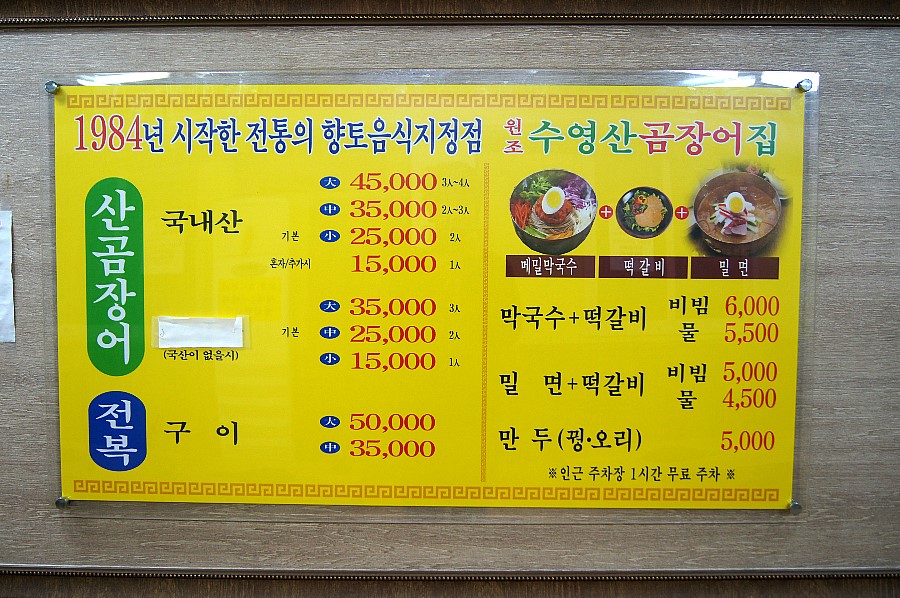 1984년 시작한 전통의 향토음식지정점 원조 수영산곰장어집
산곰장어
국내산
大 45,000 3人~4人
中 35,000 2人~3人
기본 小 25,000 2人
혼자/추가시 15,000 1人
(국산이 없을시)
大 35,000 3人
기본 中 25,000 2人
小 15,000 1人
전복
구 이
大 50,000
中 35,000
메밀막국수 + 떡갈비 + 밀면
막국수+떡갈비 비빔 6,000
물 5,500
밀 면+떡갈비 비빔 5,000
물 4,500
만 두(꿩·오리) 5,000
※인근 주차장 1시간 무료 주차 ※